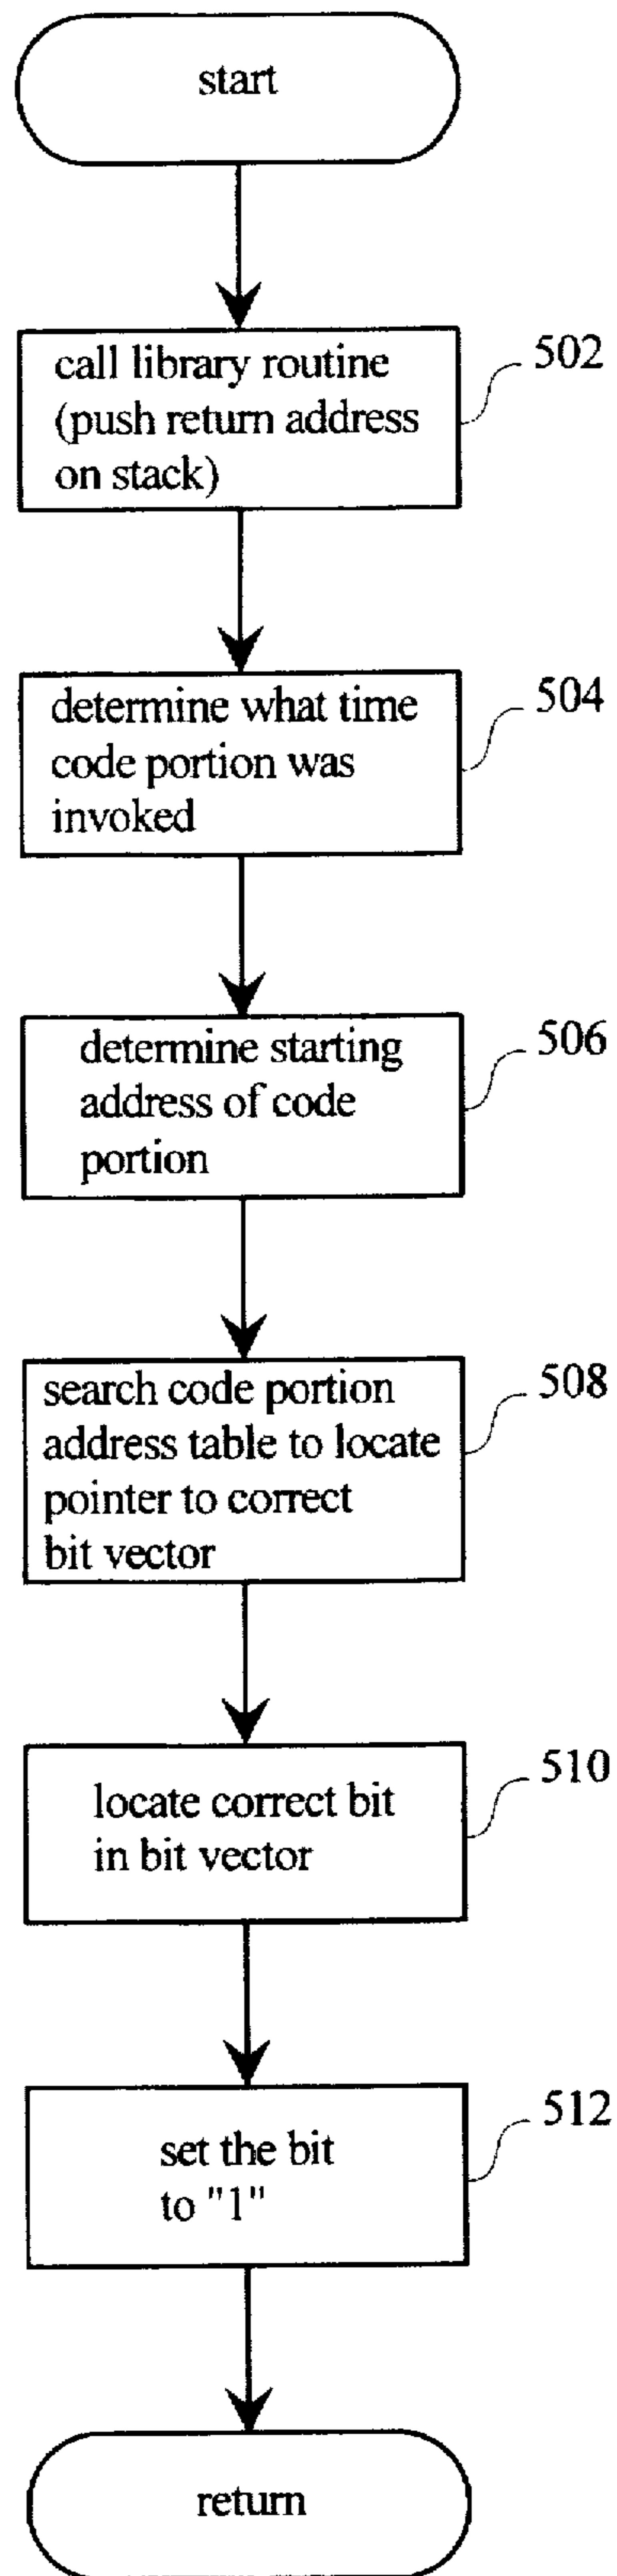 start
call library routine
(push return address
on stack)
502
determine what time
code portion was
invoked
504
determine starting
address of code
portion
506
search code portion
address table to locate
pointer to correct
bit vector
508
locate correct bit
in bit vector
510
set the bit
to "1"
512
return